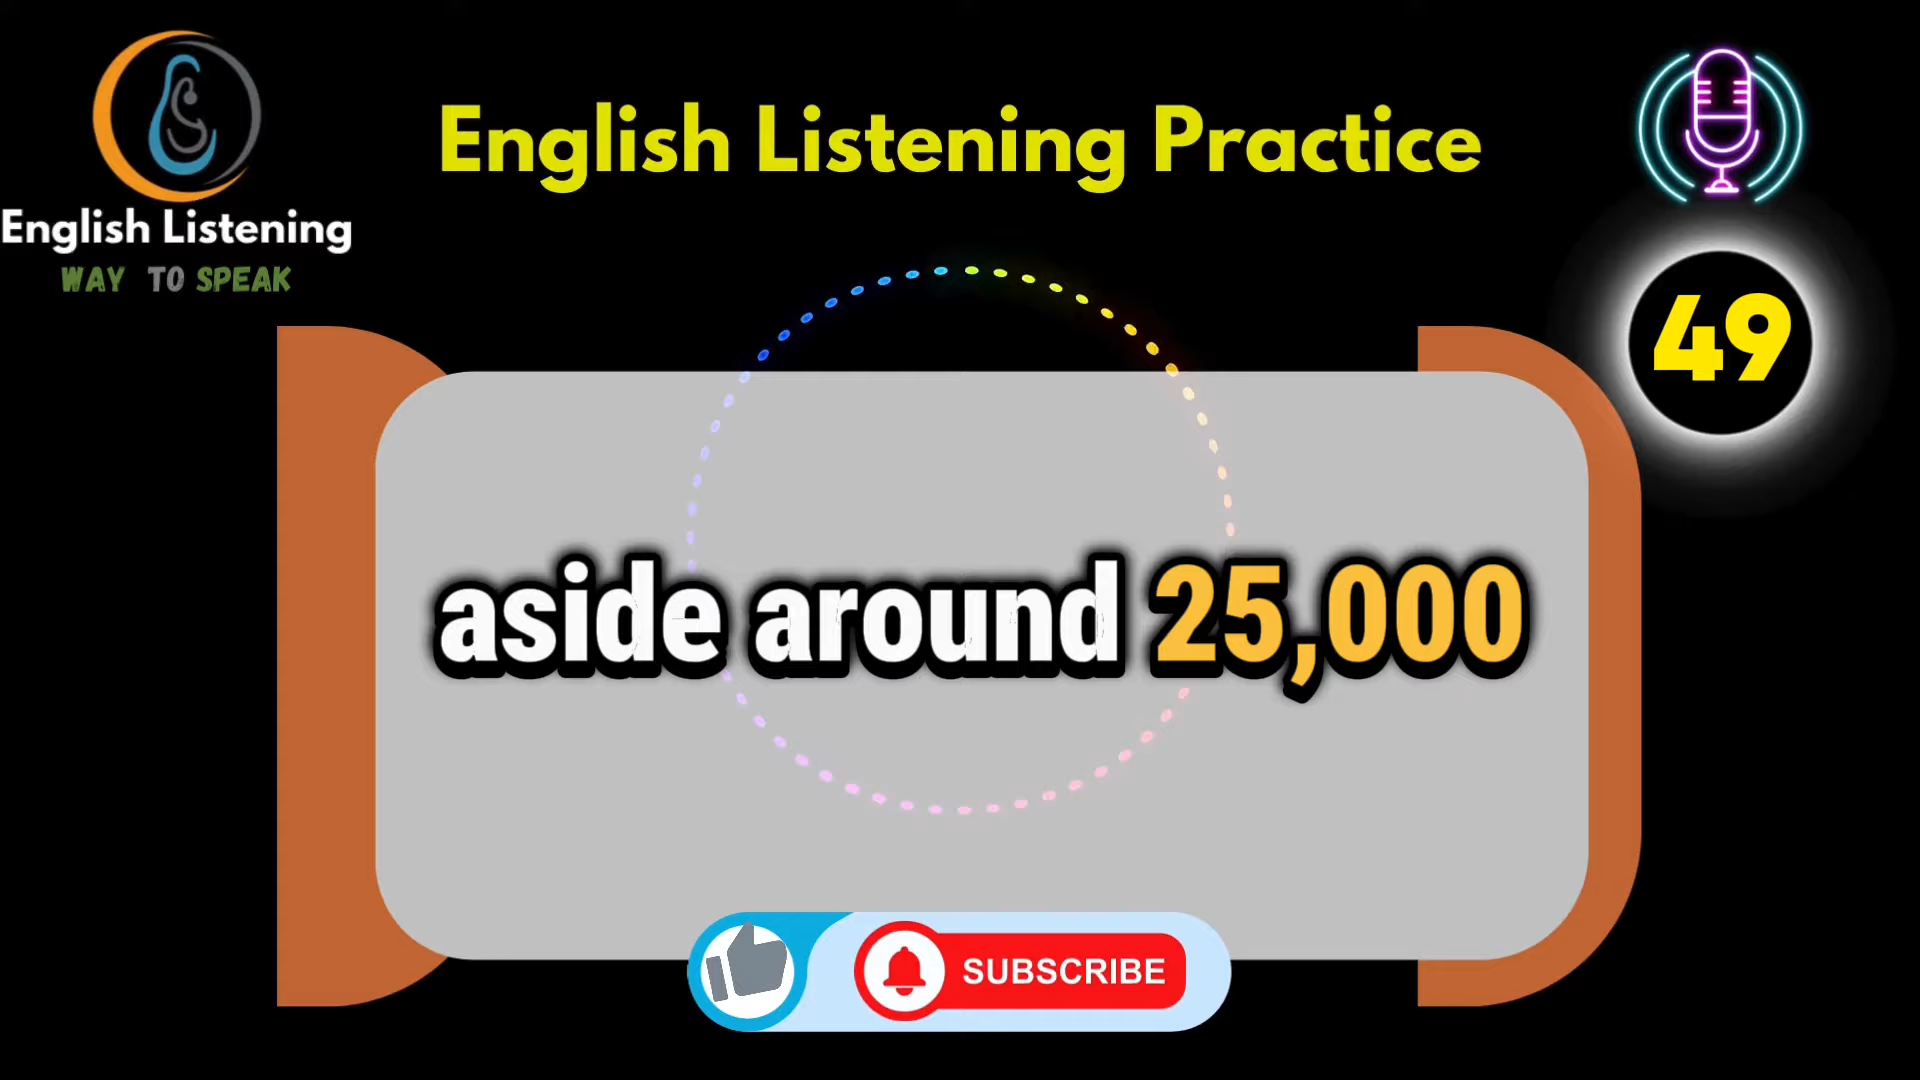 English Listening Practice
English Listening
WAY TO SPEAK
49
aside around 25,000
SUBSCRIBE